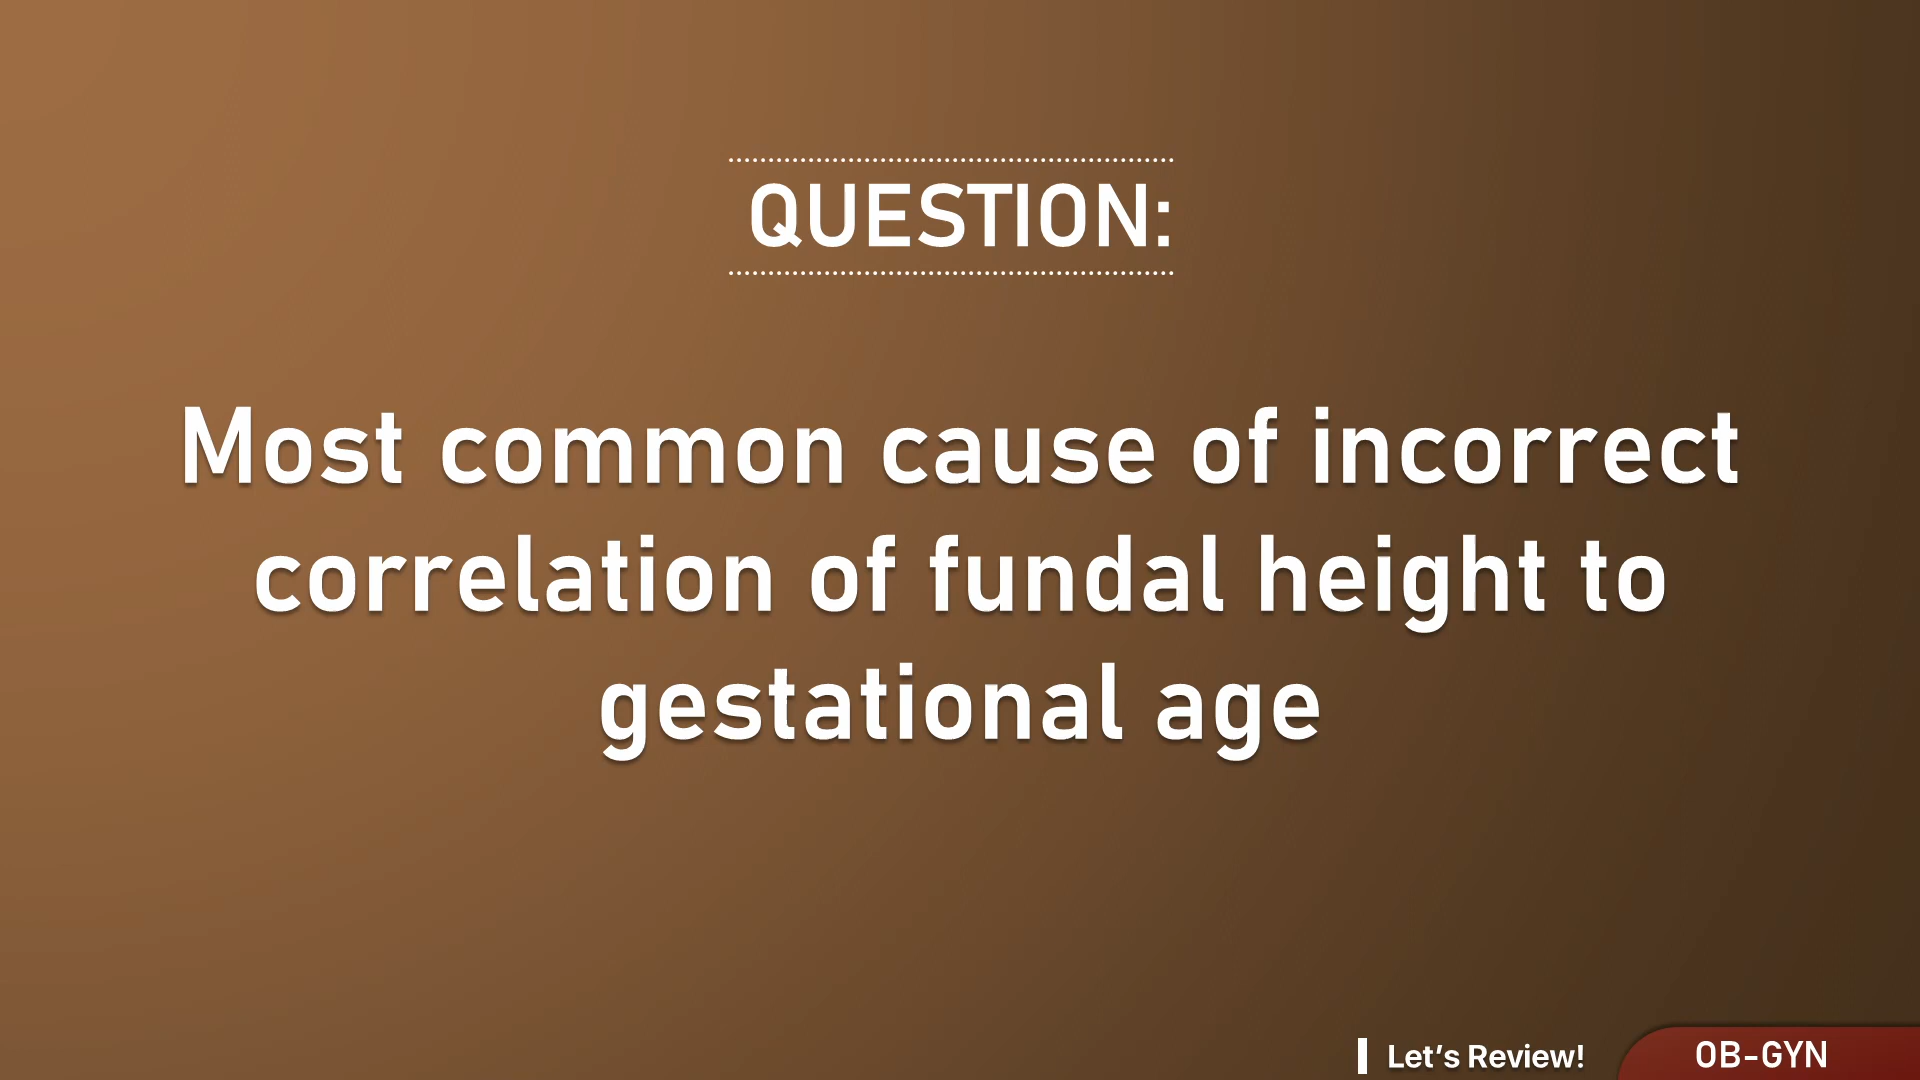 QUESTION:
Most common cause of incorrect
correlation of fundal height to
gestational age
Let’s Review!
OB-GYN